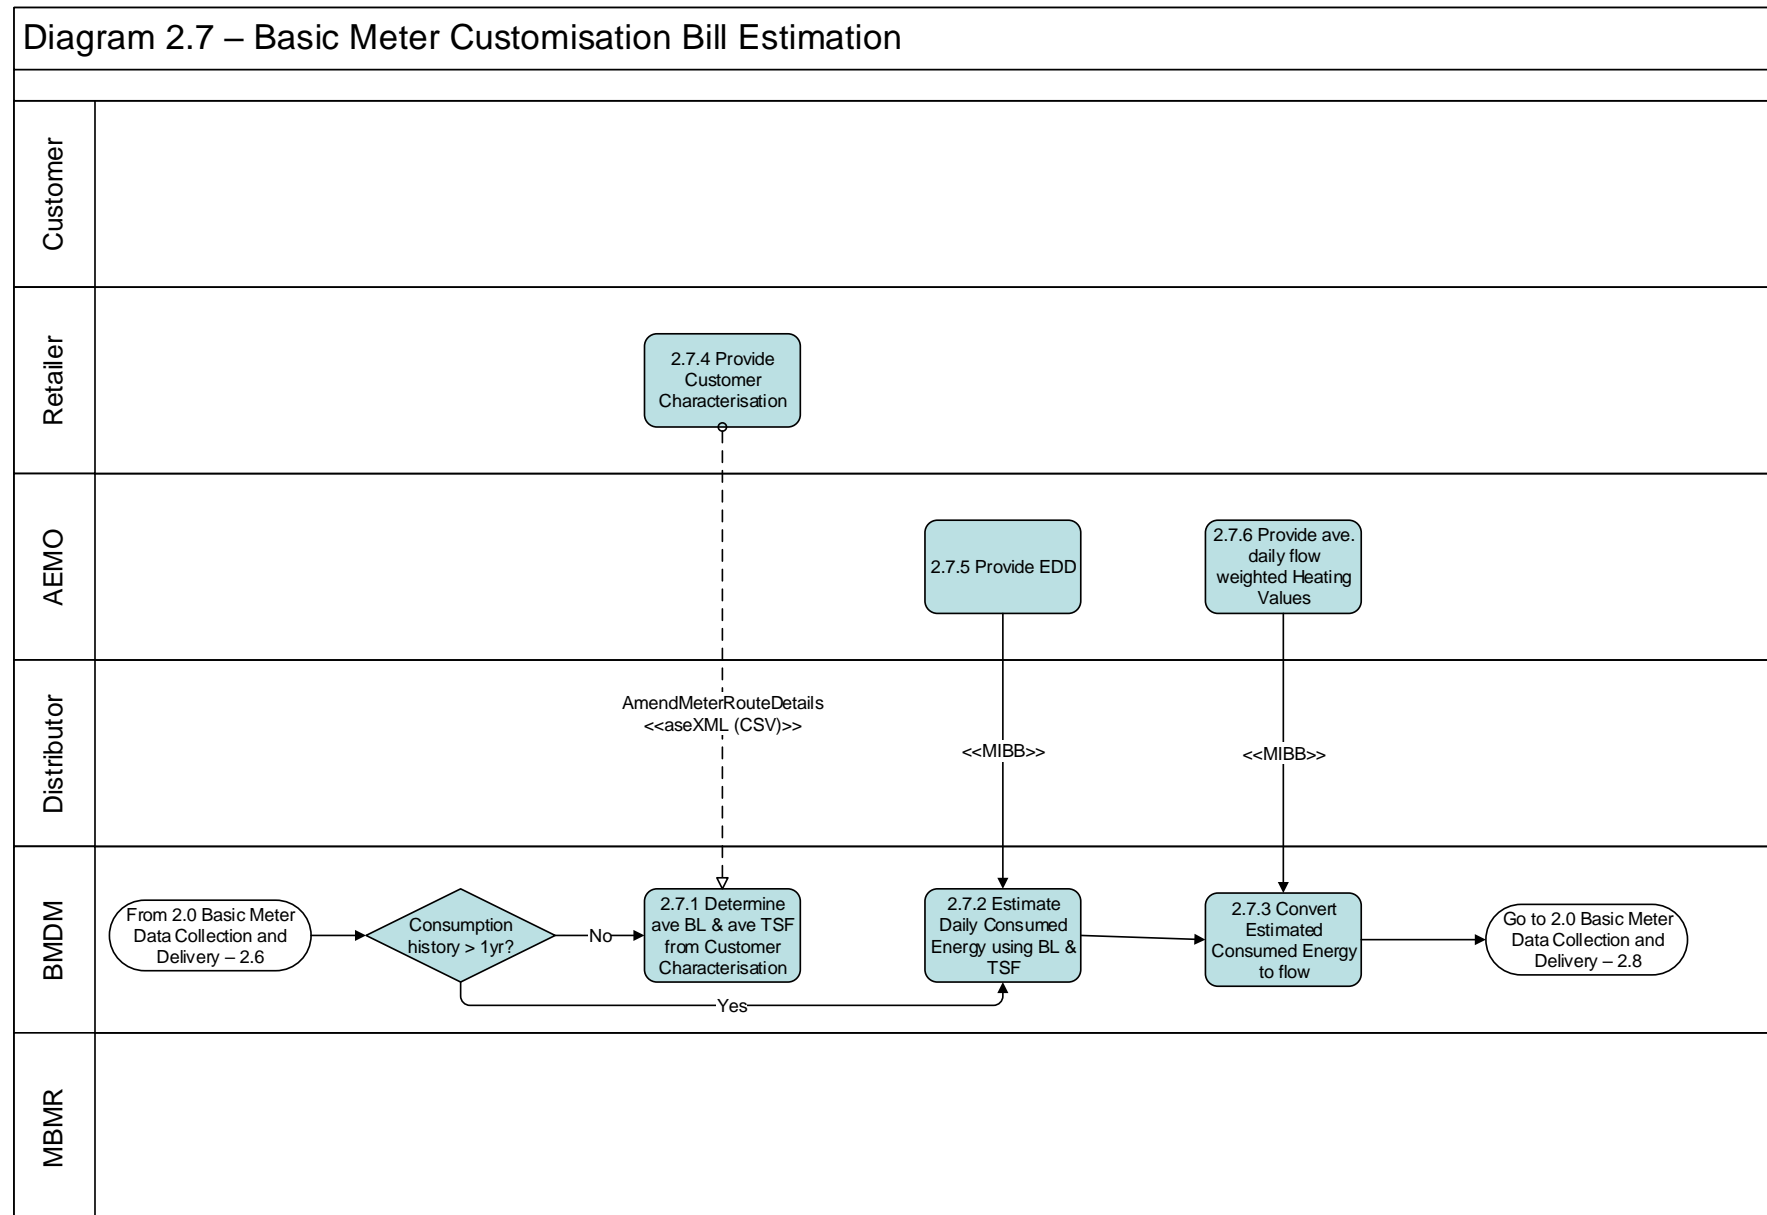 Diagram 2.7 – Basic Meter Customisation Bill Estimation
Customer
Retailer
2.7.4 Provide
Customer
Characterisation
AEMO
2.7.5 Provide EDD
2.7.6 Provide ave.
daily flow
weighted Heating
Values
Distributor
AmendMeterRouteDetails
<<aseXML (CSV)>>
<<MIBB>>
<<MIBB>>
BMDM
From 2.0 Basic Meter
Data Collection and
Delivery – 2.6
Consumption
history > 1yr?
No
2.7.1 Determine
ave BL & ave TSF
from Customer
Characterisation
2.7.2 Estimate
Daily Consumed
Energy using BL &
TSF
2.7.3 Convert
Estimated
Consumed Energy
to flow
Go to 2.0 Basic Meter
Data Collection and
Delivery – 2.8
Yes
MBMR